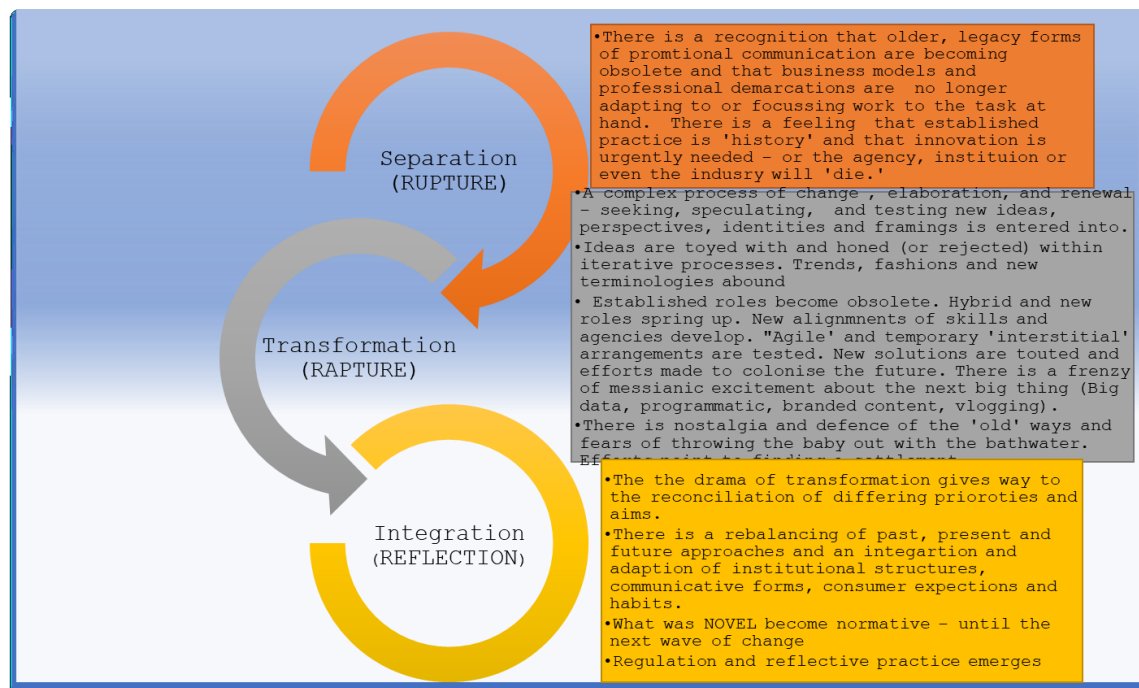 •There is a recognition that older, legacy forms
of promtional communication are becoming
obsolete and that business models and
professional demarcations are no longer
adapting to or focussing work to the task at
hand. There is a feeling that established
practice is 'history' and that innovation is
urgently needed – or the agency, instituion or
even the indusry will 'die.'
Separation
(RUPTURE)
•A complex process of change , elaboration, and renewal
– seeking, speculating, and testing new ideas,
perspectives, identities and framings is entered into.
•Ideas are toyed with and honed (or rejected) within
iterative processes. Trends, fashions and new
terminologies abound
• Established roles become obsolete. Hybrid and new
roles spring up. New alignmnents of skills and
agencies develop. "Agile' and temporary 'interstitial'
arrangements are tested. New solutions are touted and
efforts made to colonise the future. There is a frenzy
of messianic excitement about the next big thing (Big
data, programmatic, branded content, vlogging).
•There is nostalgia and defence of the 'old' ways and
fears of throwing the baby out with the bathwater.
Efforts point to finding a settlement
Transformation
(RAPTURE)
•The the drama of transformation gives way to
the reconciliation of differing prioroties and
aims.
•There is a rebalancing of past, present and
future approaches and an integartion and
adaption of institutional structures,
communicative forms, consumer expections and
habits.
•What was NOVEL become normative – until the
next wave of change
•Regulation and reflective practice emerges
Integration
(REFLECTION)